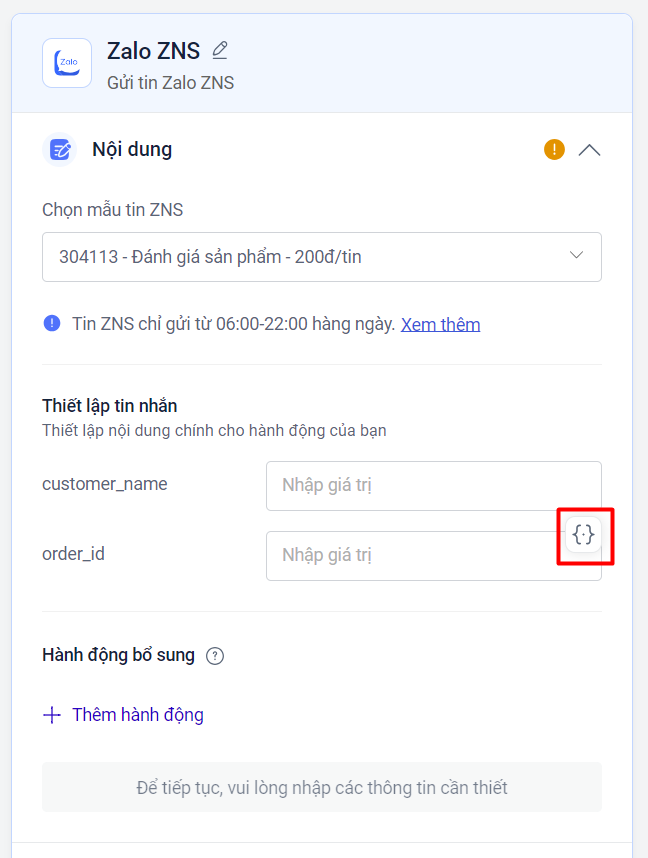 Zalo
Zalo ZNS
Gửi tin Zalo ZNS
Nội dung
Chọn mẫu tin ZNS
304113 - Đánh giá sản phẩm - 200đ/tin
Tin ZNS chỉ gửi từ 06:00-22:00 hàng ngày. Xem thêm
Thiết lập tin nhắn
Thiết lập nội dung chính cho hành động của bạn
customer_name
Nhập giá trị
{·}
order_id
Nhập giá trị
Hành động bổ sung
Thêm hành động
Để tiếp tục, vui lòng nhập các thông tin cần thiết